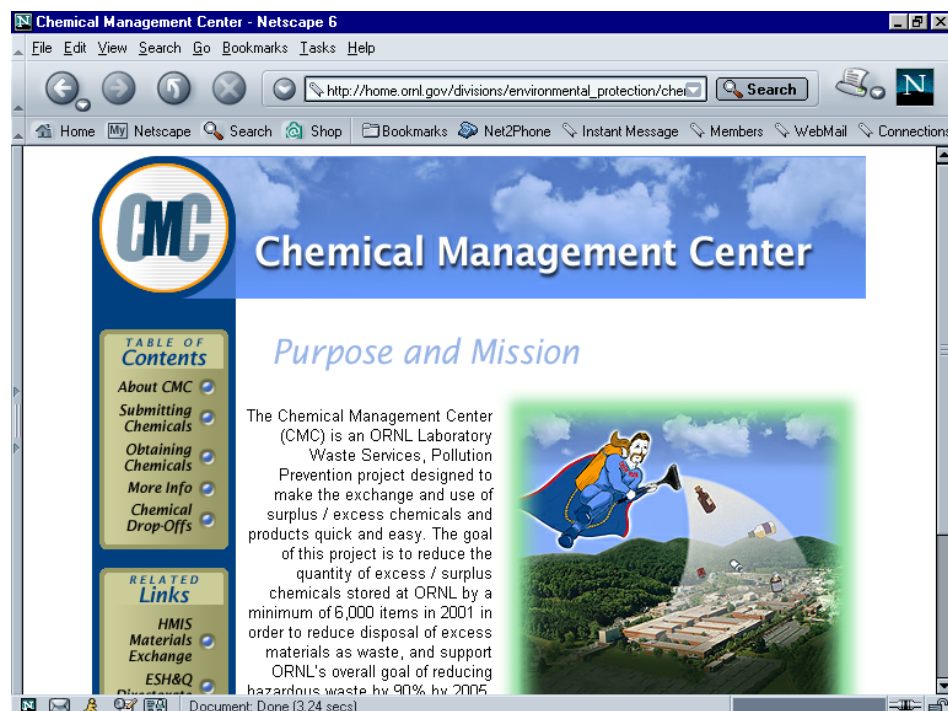 Chemical Management Center - Netscape 6
File Edit View Search Go Bookmarks Tasks Help
http://home.ornl.gov/divisions/environmental_protection/che
Search
N
Home My Netscape Search Shop Bookmarks Net2Phone Instant Message Members WebMail Connections
CMC
Chemical Management Center
TABLE OF
Contents
About CMC
Submitting
Chemicals
Obtaining
Chemicals
More Info
Chemical
Drop-Offs
RELATED
Links
HMIS
Materials
Exchange
ESH&Q
Directorate
Purpose and Mission
The Chemical Management Center
(CMC) is an ORNL Laboratory
Waste Services, Pollution
Prevention project designed to
make the exchange and use of
surplus / excess chemicals and
products quick and easy. The goal
of this project is to reduce the
quantity of excess / surplus
chemicals stored at ORNL by a
minimum of 6,000 items in 2001 in
order to reduce disposal of excess
materials as waste, and support
ORNL's overall goal of reducing
hazardous waste by 90% by 2005.
Document: Done (3.24 secs)